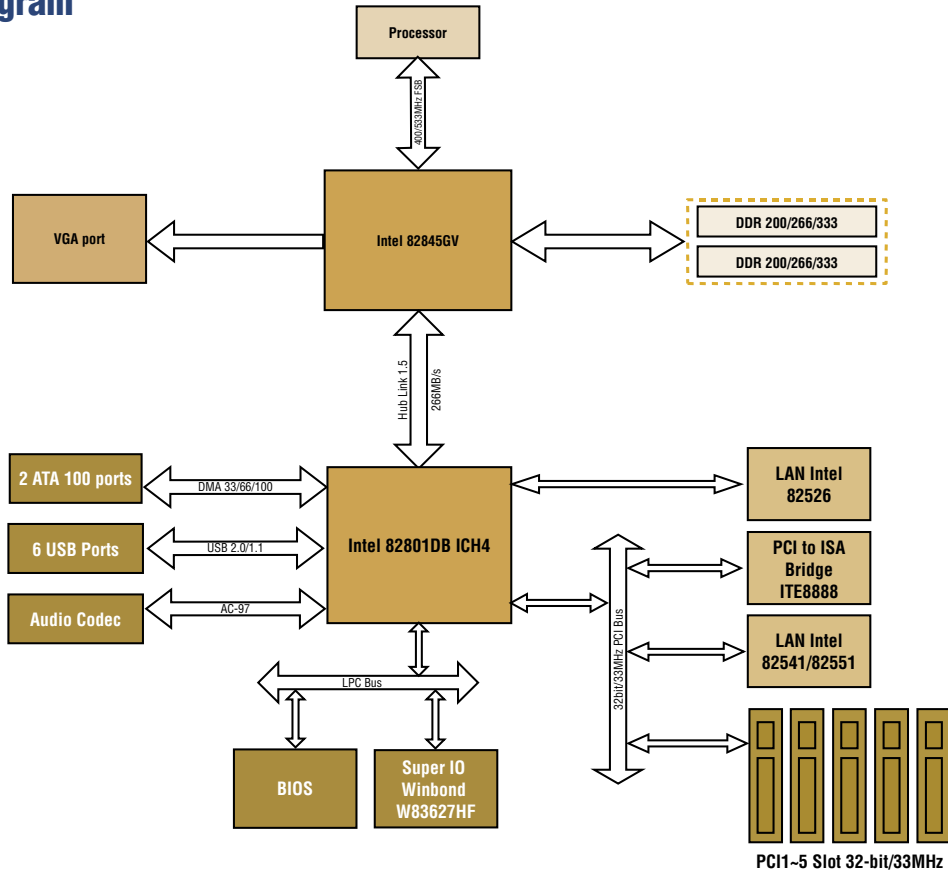 gram
Processor
400/533MHz FSB
VGA port
Intel 82845GV
DDR 200/266/333
DDR 200/266/333
Hub Link 1.5
266MB/s
2 ATA 100 ports
DMA 33/66/100
6 USB Ports
USB 2.0/1.1
Audio Codec
AC-97
Intel 82801DB ICH4
LAN Intel
82526
PCI to ISA
Bridge
ITE8888
LAN Intel
82541/82551
32bit/33MHz PCI Bus
LPC Bus
BIOS
Super IO
Winbond
W83627HF
PCI1~5 Slot 32-bit/33MHz